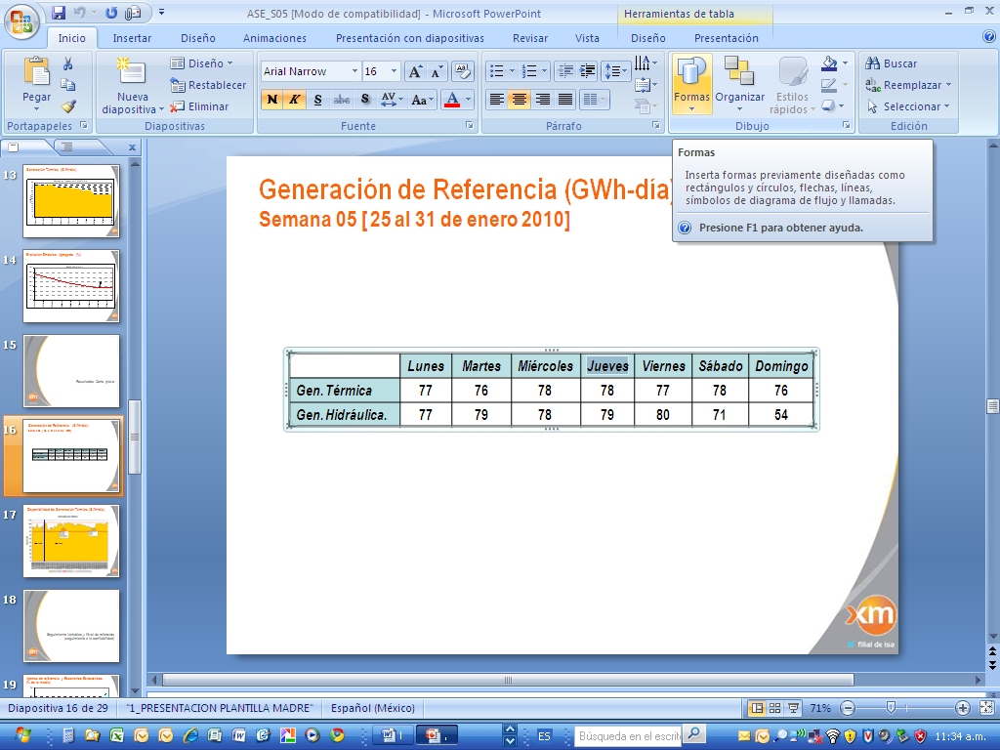 ASE_S05 [Modo de compatibilidad] - Microsoft PowerPoint
Herramientas de tabla
Inicio Insertar Diseño Animaciones Presentación con diapositivas Revisar Vista Diseño Presentación
Pegar
Portapapeles
Nueva diapositiva
Diseño
Restablecer
Eliminar
Diapositivas
Arial Narrow 16
N K S abc S AV Aa A
Fuente
Párrafo
Formas
Organizar
Estilos rápidos
Dibujo
Buscar
Reemplazar
Seleccionar
Edición
Formas
Inserta formas previamente diseñadas como
rectángulos y círculos, flechas, líneas,
símbolos de diagrama de flujo y llamadas.
Presione F1 para obtener ayuda.
13
14
15
16
17
18
19
Generación de Referencia (GWh-día)
Semana 05 [25 al 31 de enero 2010]
Lunes Martes Miércoles Jueves Viernes Sábado Domingo
Gen. Térmica 77 76 78 78 77 78 76
Gen. Hidráulica. 77 79 78 79 80 71 54
xm
filial de isa
Diapositiva 16 de 29 "1_PRESENTACION PLANTILLA MADRE" Español (México) 71%
ES Búsqueda en el escrit 11:34 a.m.